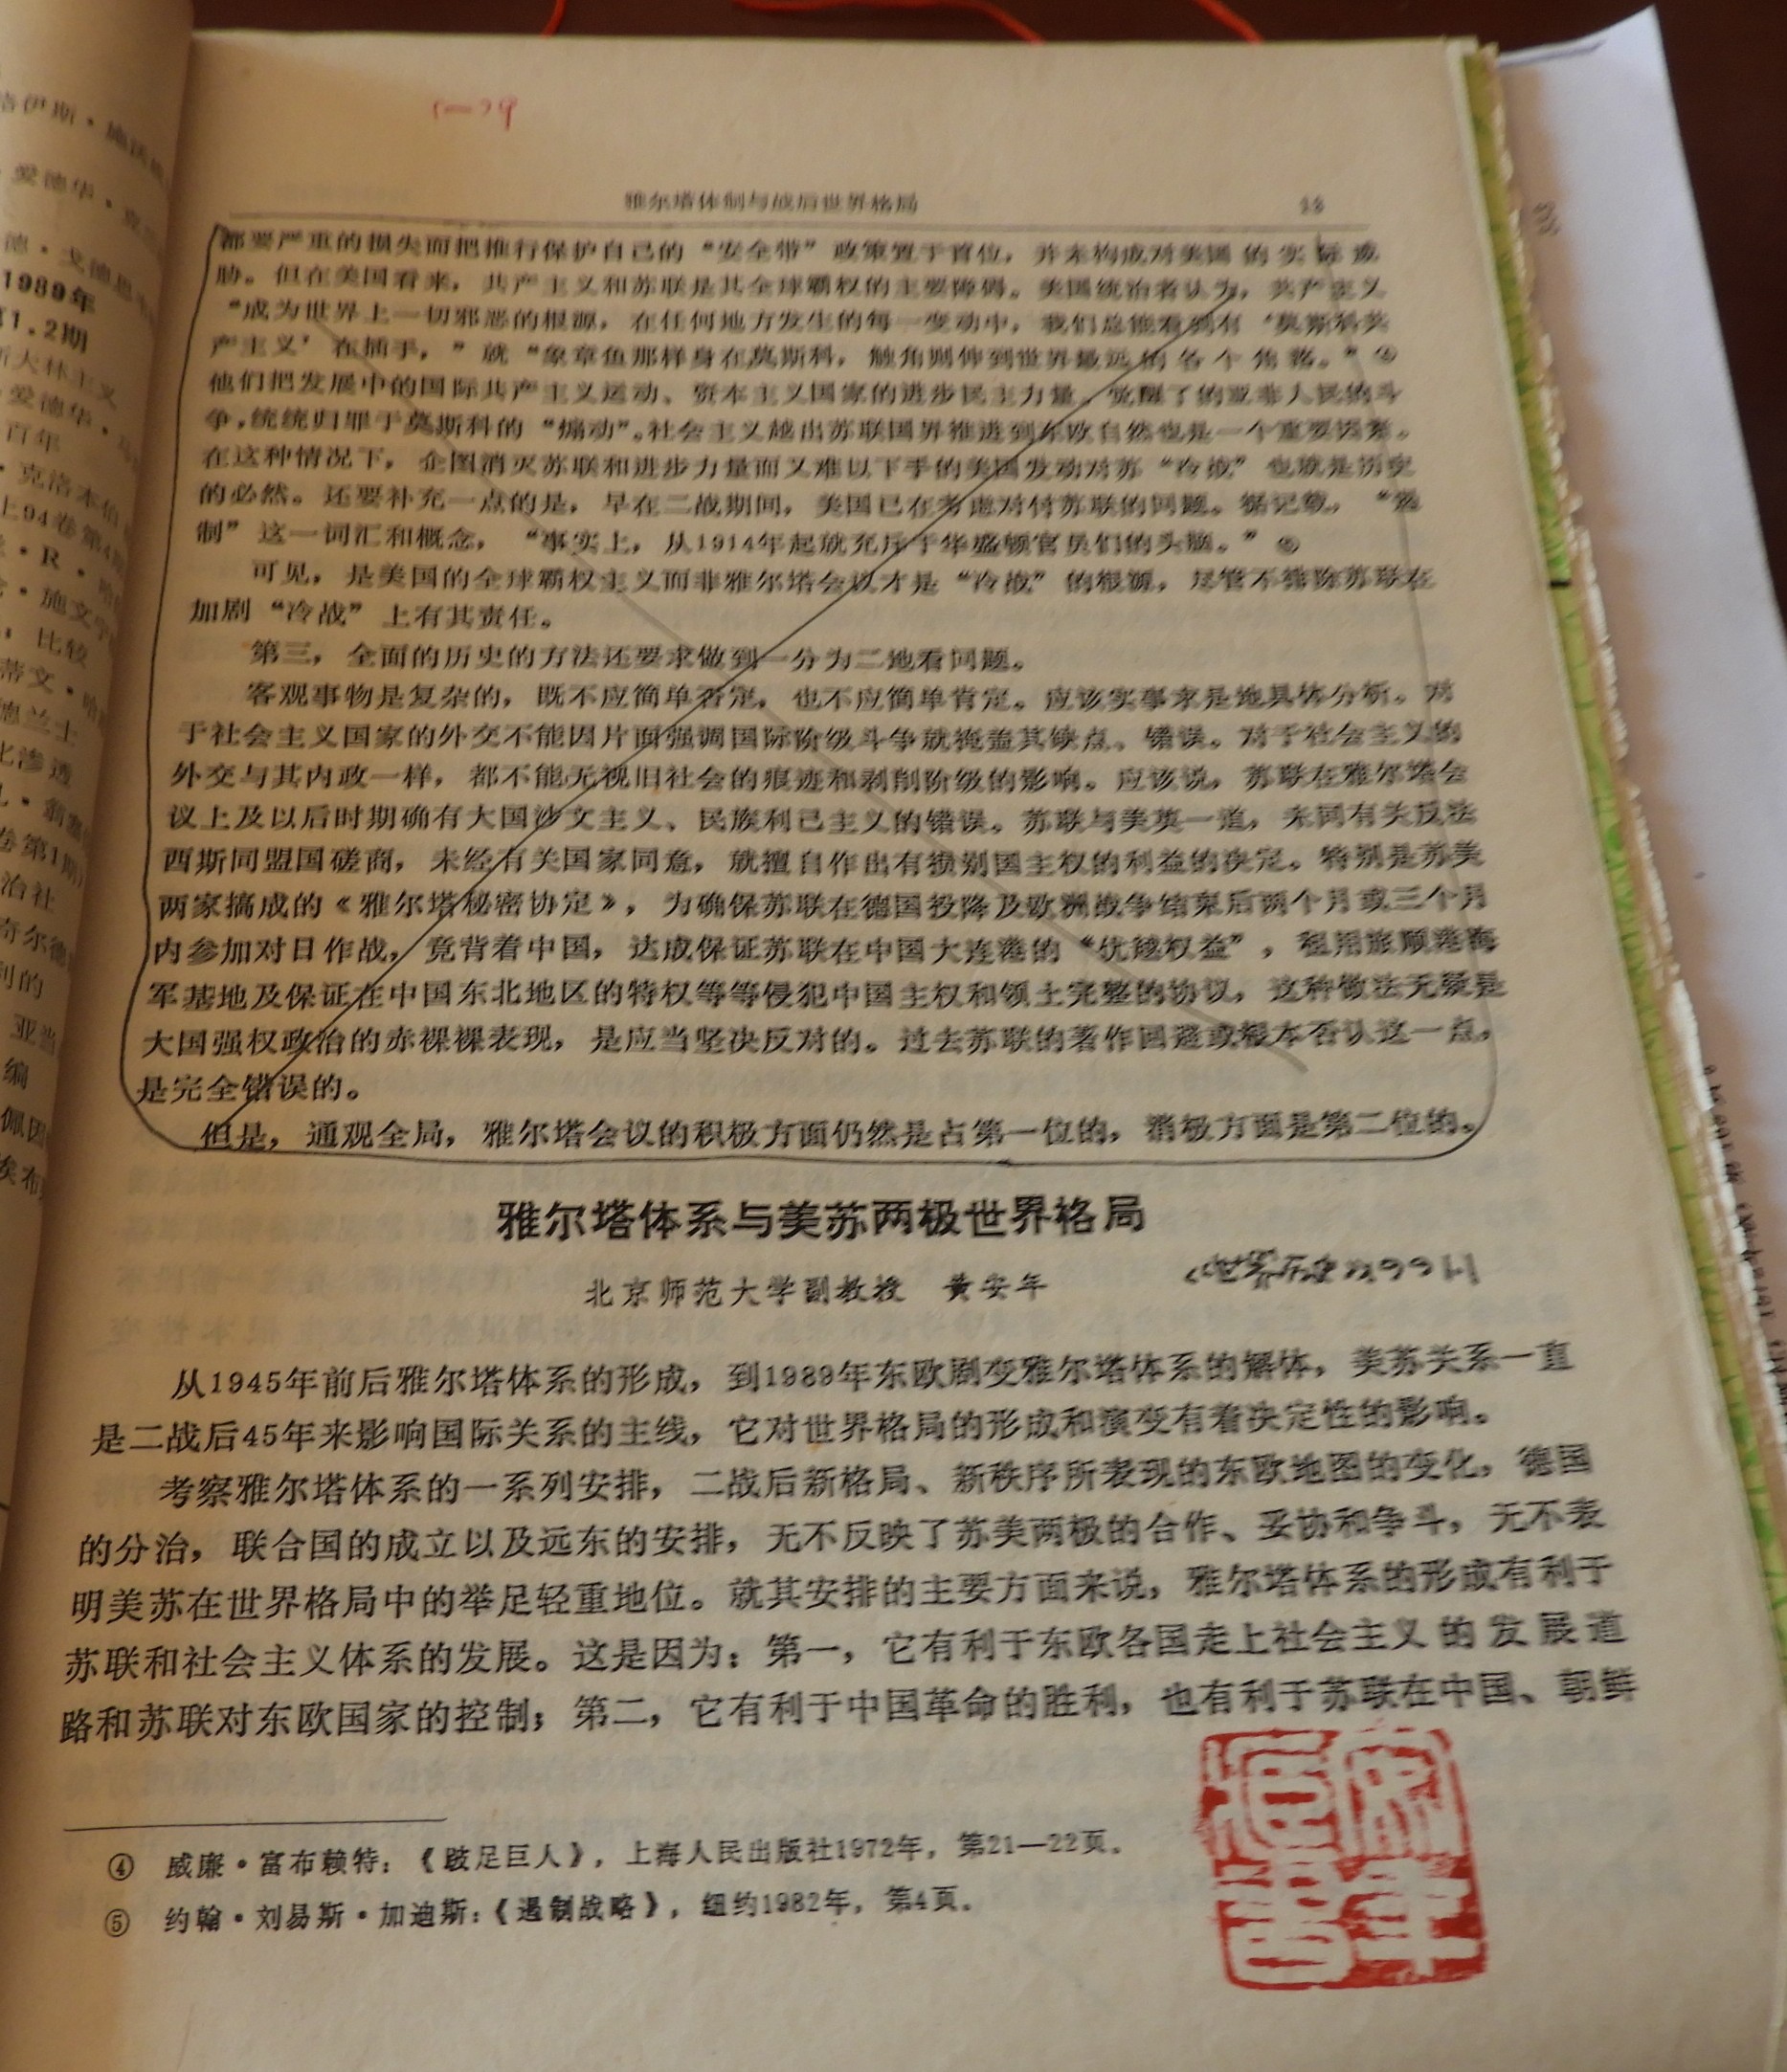 雅尔塔体制与战后世界格局
都要严重的损失而把推行保护自己的“安全带”政策置于首位，并未构成对美国的实际威
胁。但在美国看来，共产主义和苏联是其全球霸权的主要障碍。美国统治者认为，共产主义
“成为世界上一切邪恶的根源，在任何地方发生的每一变动中，我们总能看到有‘莫斯科共
产主义’在插手，”就“象章鱼那样身在莫斯科，触角则伸到世界最远的各个角落。”④
他们把发展中的国际共产主义运动、资本主义国家的进步民主力量、觉醒了的亚非人民的斗
争，统统归罪于莫斯科的“煽动”。社会主义越出苏联国界推进到东欧自然也是一个重要因素。
在这种情况下，企图消灭苏联和进步力量而又难以下手的美国发动对苏“冷战”也就是历史
的必然。还要补充一点的是，早在二战期间，美国已在考虑对付苏联的问题。据记载，“遏
制”这一词汇和概念，“事实上，从1914年起就充斥于华盛顿官员们的头脑。”⑤
可见，是美国的全球霸权主义而非雅尔塔会议才是“冷战”的根源，尽管不排除苏联在
加剧“冷战”上有其责任。
第三，全面的历史的方法还要求做到一分为二地看问题。
客观事物是复杂的，既不应简单否定，也不应简单肯定。应该实事求是地具体分析。对
于社会主义国家的外交不能因片面强调国际阶级斗争就掩盖其缺点、错误。对于社会主义的
外交与其内政一样，都不能无视旧社会的痕迹和剥削阶级的影响。应该说，苏联在雅尔塔会
议上及以后时期确有大国沙文主义、民族利己主义的错误。苏联与美英一道，未同有关反法
西斯同盟国磋商，未经有关国家同意，就擅自作出有损别国主权的利益的决定。特别是苏美
两家搞成的《雅尔塔秘密协定》，为确保苏联在德国投降及欧洲战争结束后两个月或三个月
内参加对日作战，竟背着中国，达成保证苏联在中国大连港的“优越权益”，租用旅顺港海
军基地及保证在中国东北地区的特权等等侵犯中国主权和领土完整的协议，这种做法无疑是
大国强权政治的赤裸裸表现，是应当坚决反对的。过去苏联的著作回避或根本否认这一点，
是完全错误的。
但是，通观全局，雅尔塔会议的积极方面仍然是占第一位的，消极方面是第二位的。
雅尔塔体系与美苏两极世界格局
北京师范大学副教授 黄安年
从1945年前后雅尔塔体系的形成，到1989年东欧剧变雅尔塔体系的解体，美苏关系一直
是二战后45年来影响国际关系的主线，它对世界格局的形成和演变有着决定性的影响。
考察雅尔塔体系的一系列安排，二战后新格局、新秩序所表现的东欧地图的变化，德国
的分治，联合国的成立以及远东的安排，无不反映了苏美两极的合作、妥协和争斗，无不表
明美苏在世界格局中的举足轻重地位。就其安排的主要方面来说，雅尔塔体系的形成有利于
苏联和社会主义体系的发展。这是因为：第一，它有利于东欧各国走上社会主义的发展道
路和苏联对东欧国家的控制；第二，它有利于中国革命的胜利，也有利于苏联在中国、朝鲜
④ 威廉·富布赖特：《跛足巨人》，上海人民出版社1972年，第21—22页。
⑤ 约翰·刘易斯·加迪斯：《遏制战略》，纽约1982年，第4页。